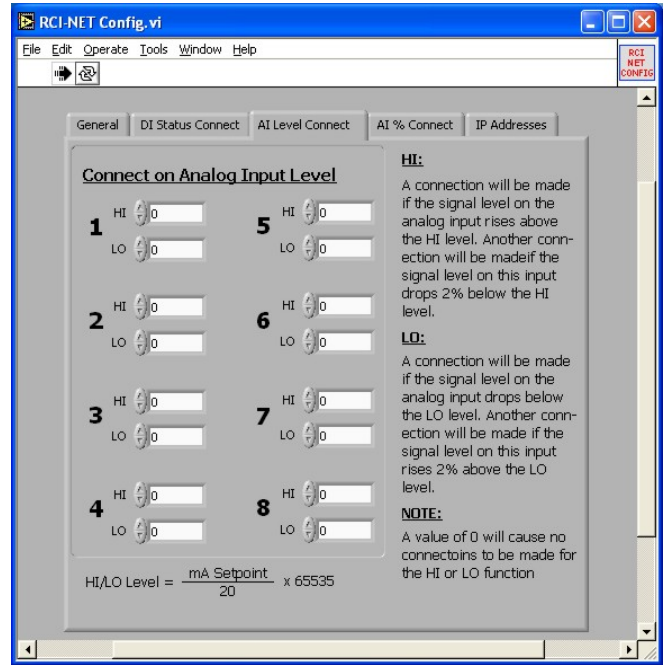 RCI-NET Config.vi
File Edit Operate Tools Window Help
RCI
NET
CONFIG
General DI Status Connect AI Level Connect AI % Connect IP Addresses
Connect on Analog Input Level
1 HI 0
LO 0
2 HI 0
LO 0
3 HI 0
LO 0
4 HI 0
LO 0
5 HI 0
LO 0
6 HI 0
LO 0
7 HI 0
LO 0
8 HI 0
LO 0
HI/LO Level = mA Setpoint x 65535
20
HI:
A connection will be made
if the signal level on the
analog input rises above
the HI level. Another conn-
ection will be madeif the
signal level on this input
drops 2% below the HI
level.
LO:
A connection will be made
if the signal level on the
analog input drops below
the LO level. Another conn-
ection will be made if the
signal level on this input
rises 2% above the LO
level.
NOTE:
A value of 0 will cause no
connectoins to be made for
the HI or LO function